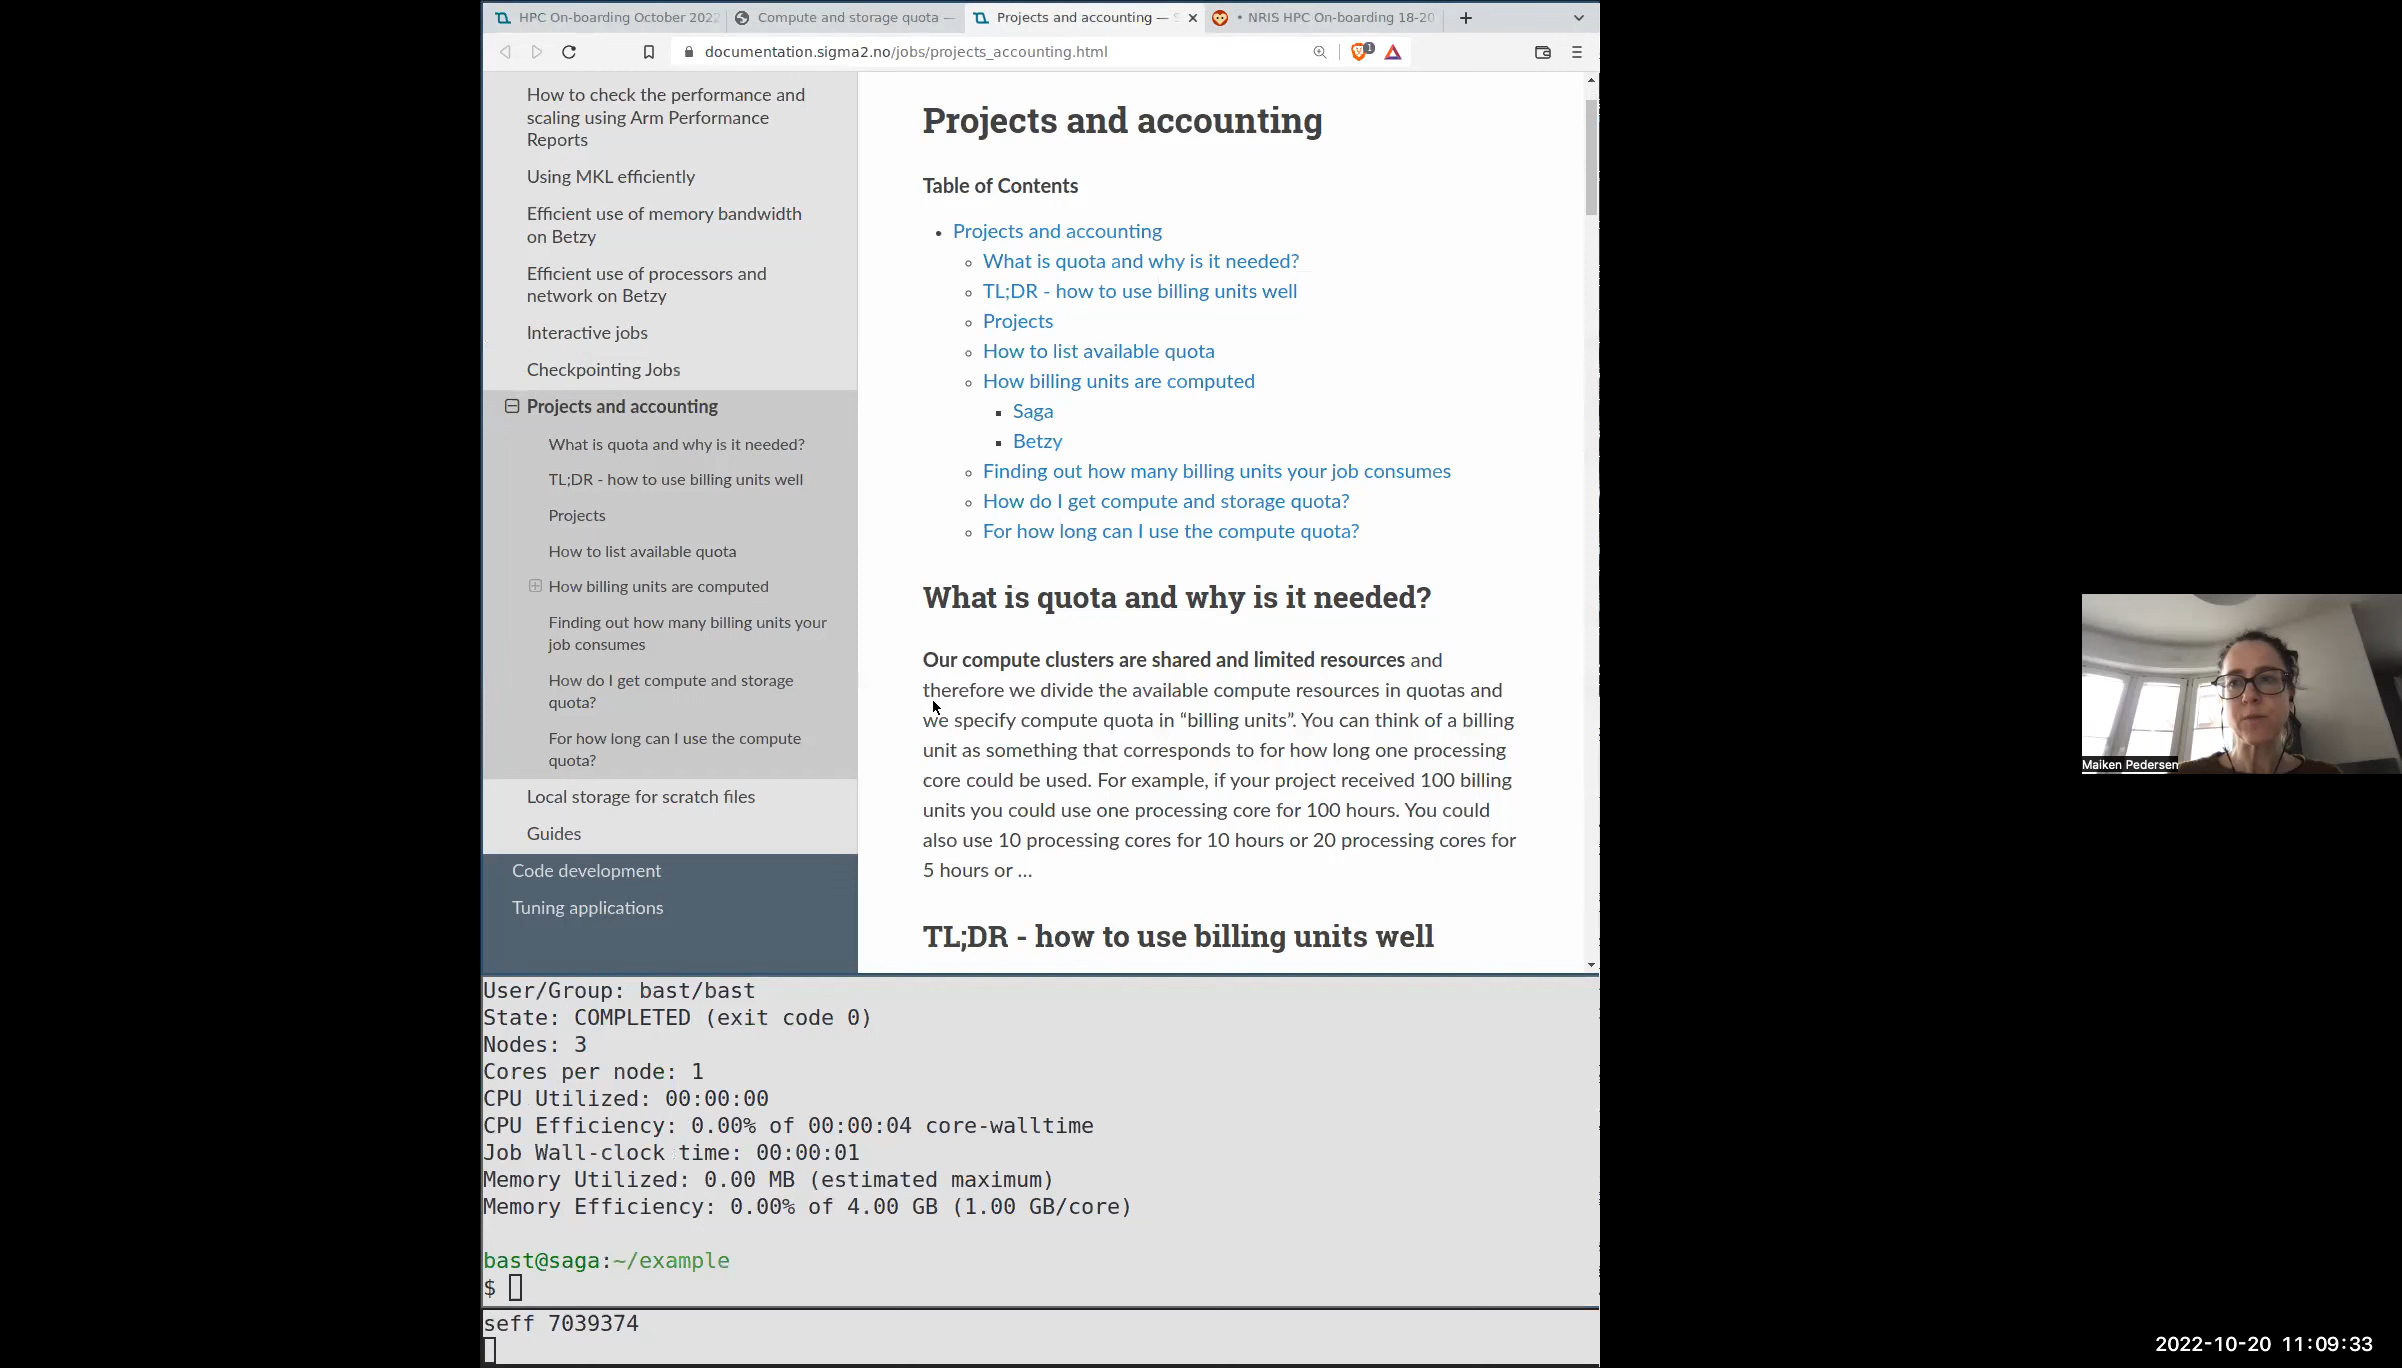 HPC On-boarding October 2022
Compute and storage quota —
Projects and accounting — S
• NRIS HPC On-boarding 18-20
documentation.sigma2.no/jobs/projects_accounting.html
1
How to check the performance and
scaling using Arm Performance
Reports
Using MKL efficiently
Efficient use of memory bandwidth
on Betzy
Efficient use of processors and
network on Betzy
Interactive jobs
Checkpointing Jobs
Projects and accounting
What is quota and why is it needed?
TL;DR - how to use billing units well
Projects
How to list available quota
How billing units are computed
Finding out how many billing units your
job consumes
How do I get compute and storage
quota?
For how long can I use the compute
quota?
Local storage for scratch files
Guides
Code development
Tuning applications
Projects and accounting
Table of Contents
• Projects and accounting
What is quota and why is it needed?
TL;DR - how to use billing units well
Projects
How to list available quota
How billing units are computed
Saga
Betzy
Finding out how many billing units your job consumes
How do I get compute and storage quota?
For how long can I use the compute quota?
What is quota and why is it needed?
Our compute clusters are shared and limited resources and
therefore we divide the available compute resources in quotas and
we specify compute quota in “billing units”. You can think of a billing
unit as something that corresponds to for how long one processing
core could be used. For example, if your project received 100 billing
units you could use one processing core for 100 hours. You could
also use 10 processing cores for 10 hours or 20 processing cores for
5 hours or …
TL;DR - how to use billing units well
User/Group: bast/bast
State: COMPLETED (exit code 0)
Nodes: 3
Cores per node: 1
CPU Utilized: 00:00:00
CPU Efficiency: 0.00% of 00:00:04 core-walltime
Job Wall-clock time: 00:00:01
Memory Utilized: 0.00 MB (estimated maximum)
Memory Efficiency: 0.00% of 4.00 GB (1.00 GB/core)
bast@saga:~/example
$
seff 7039374
Maiken Pedersen
2022-10-20 11:09:33